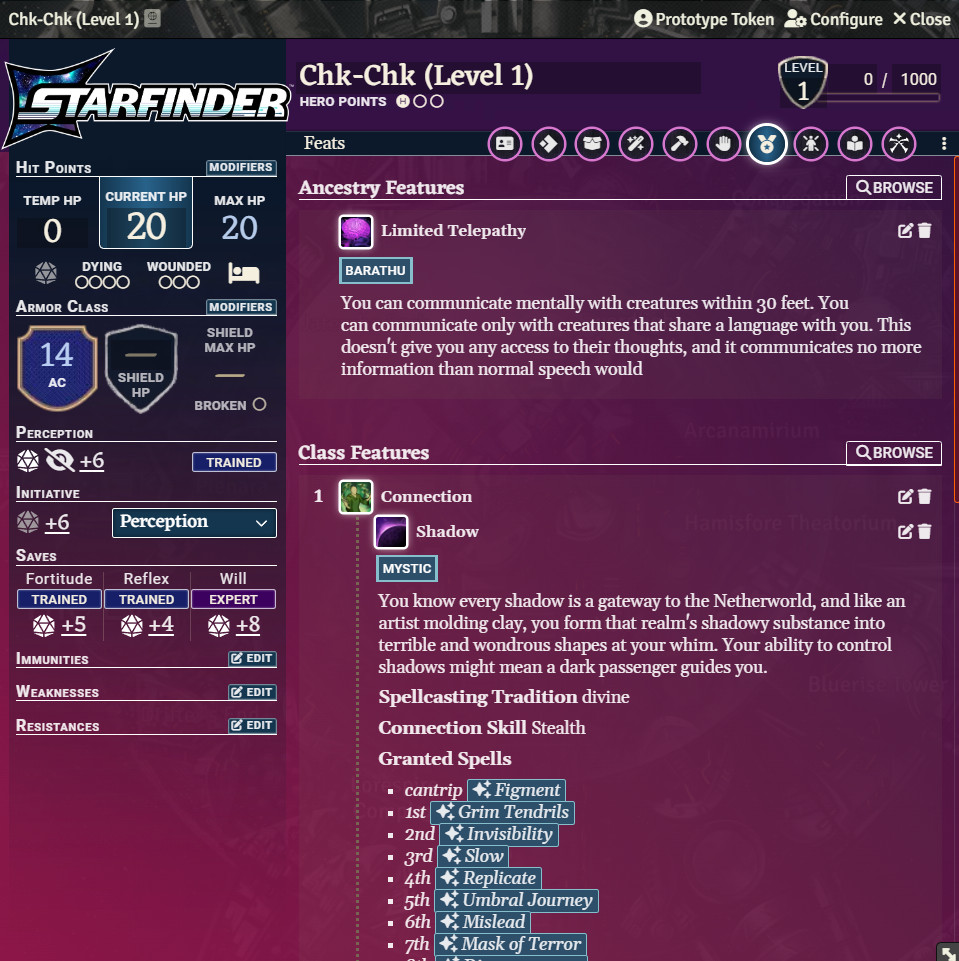 Chk-Chk (Level 1)
Prototype Token Configure Close
STARFINDER
Chk-Chk (Level 1)
HERO POINTS H
LEVEL
1
0 / 1000
Feats
HIT POINTS MODIFIERS
TEMP HP CURRENT HP MAX HP
0 20 20
DYING WOUNDED
ARMOR CLASS MODIFIERS
14
AC
SHIELD
HP
SHIELD
MAX HP
BROKEN
PERCEPTION
+6 TRAINED
INITIATIVE
+6 Perception
SAVES
Fortitude Reflex Will
TRAINED TRAINED EXPERT
+5 +4 +8
IMMUNITIES EDIT
WEAKNESSES EDIT
RESISTANCES EDIT
Ancestry Features BROWSE
Limited Telepathy
BARATHU
You can communicate mentally with creatures within 30 feet. You
can communicate only with creatures that share a language with you. This
doesn't give you any access to their thoughts, and it communicates no more
information than normal speech would
Arcanamirium
Class Features BROWSE
1 Connection
Shadow
MYSTIC
You know every shadow is a gateway to the Netherworld, and like an
artist molding clay, you form that realm's shadowy substance into
terrible and wondrous shapes at your whim. Your ability to control
shadows might mean a dark passenger guides you.
Spellcasting Tradition divine
Connection Skill Stealth
Granted Spells
cantrip Figment
1st Grim Tendrils
2nd Invisibility
3rd Slow
4th Replicate
5th Umbral Journey
6th Mislead
7th Mask of Terror